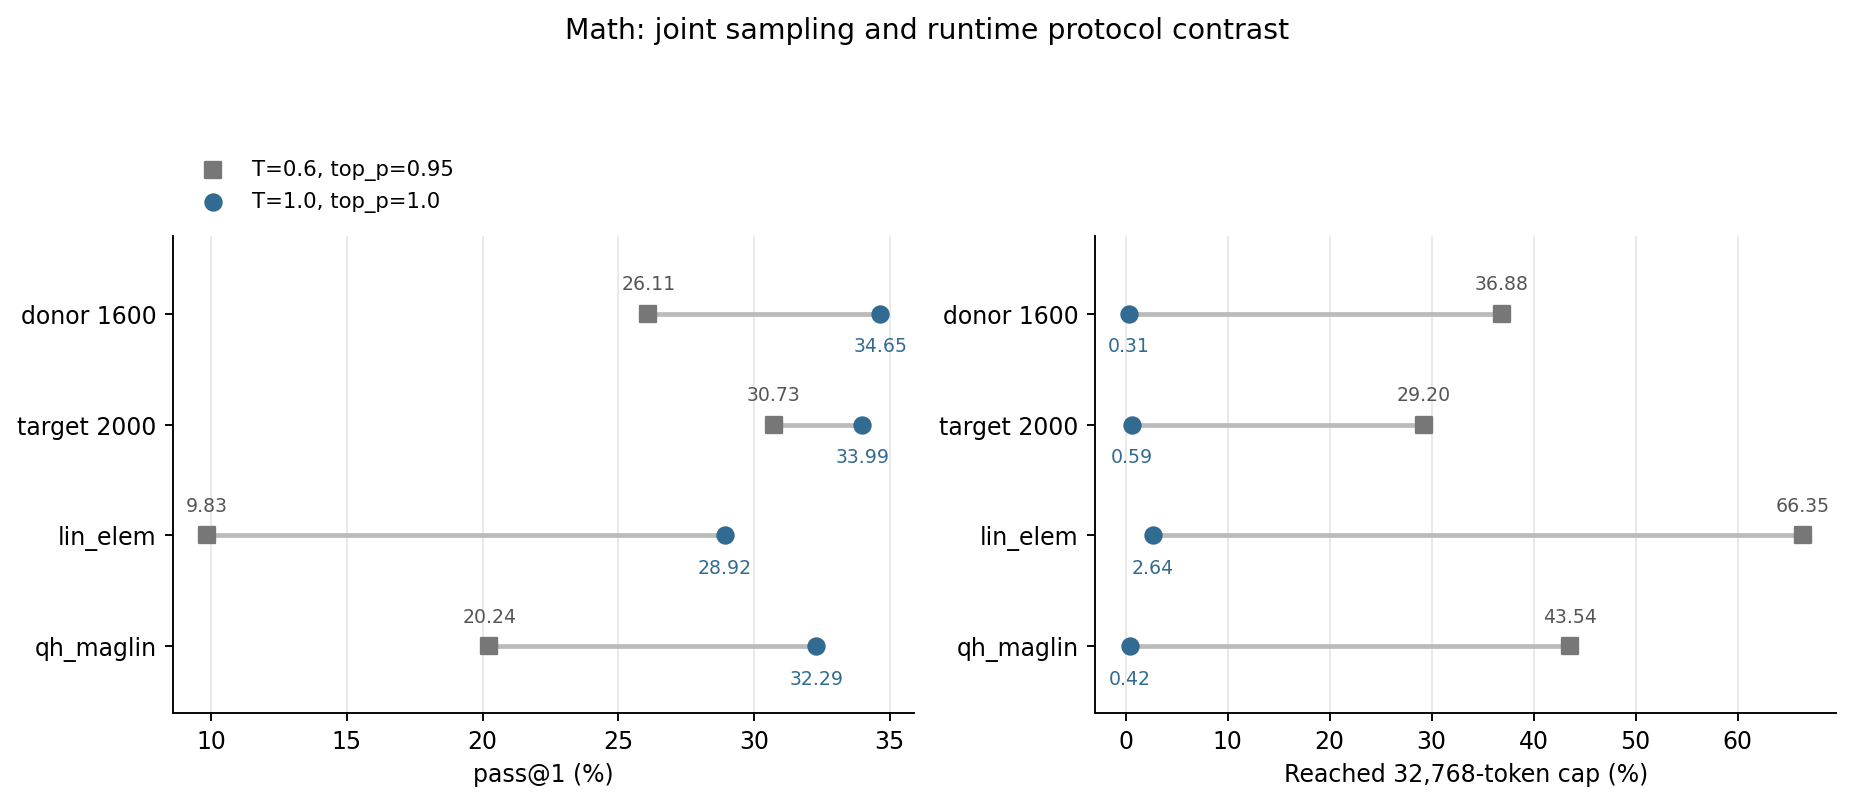 Math: joint sampling and runtime protocol contrast
T=0.6, top_p=0.95
T=1.0, top_p=1.0
donor 1600
target 2000
lin_elem
qh_maglin
26.11
34.65
30.73
33.99
9.83
28.92
20.24
32.29
10 15 20 25 30 35
pass@1 (%)
donor 1600
target 2000
lin_elem
qh_maglin
36.88
0.31
29.20
0.59
66.35
2.64
43.54
0.42
0 10 20 30 40 50 60
Reached 32,768-token cap (%)